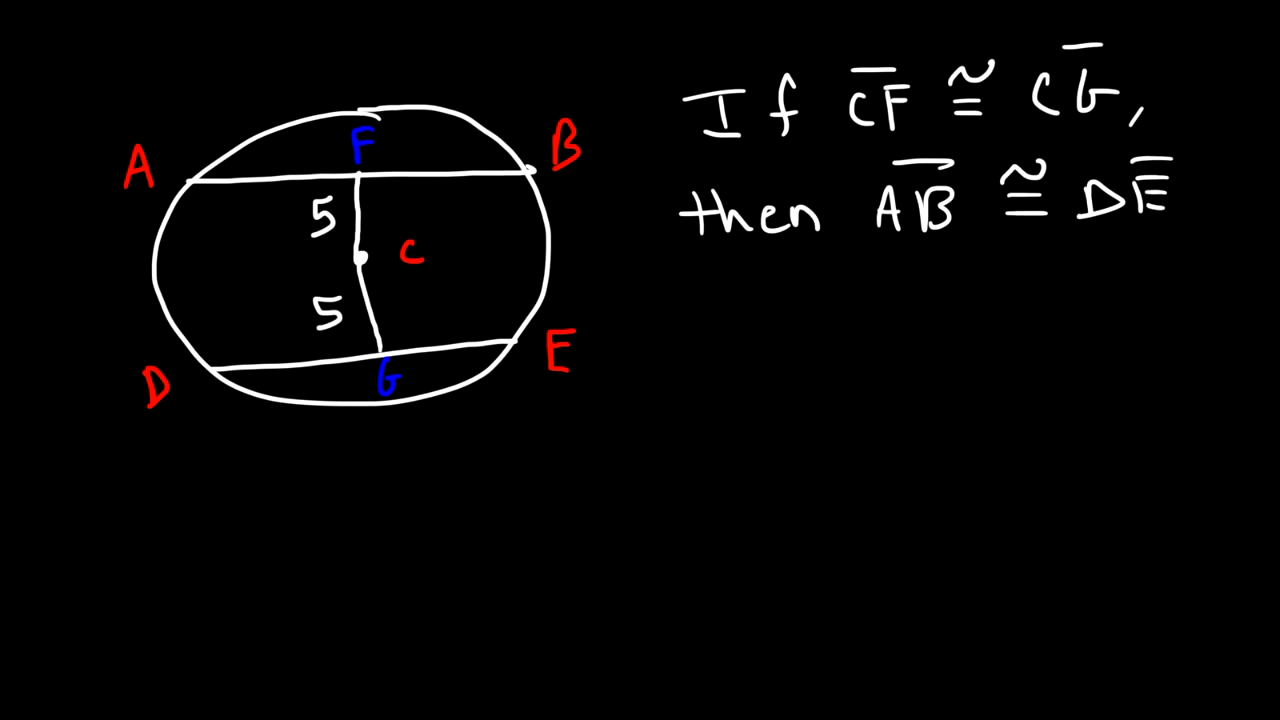 If CF ≅ CG,
then AB ≅ DE
A
F
B
5
C
5
D
G
E